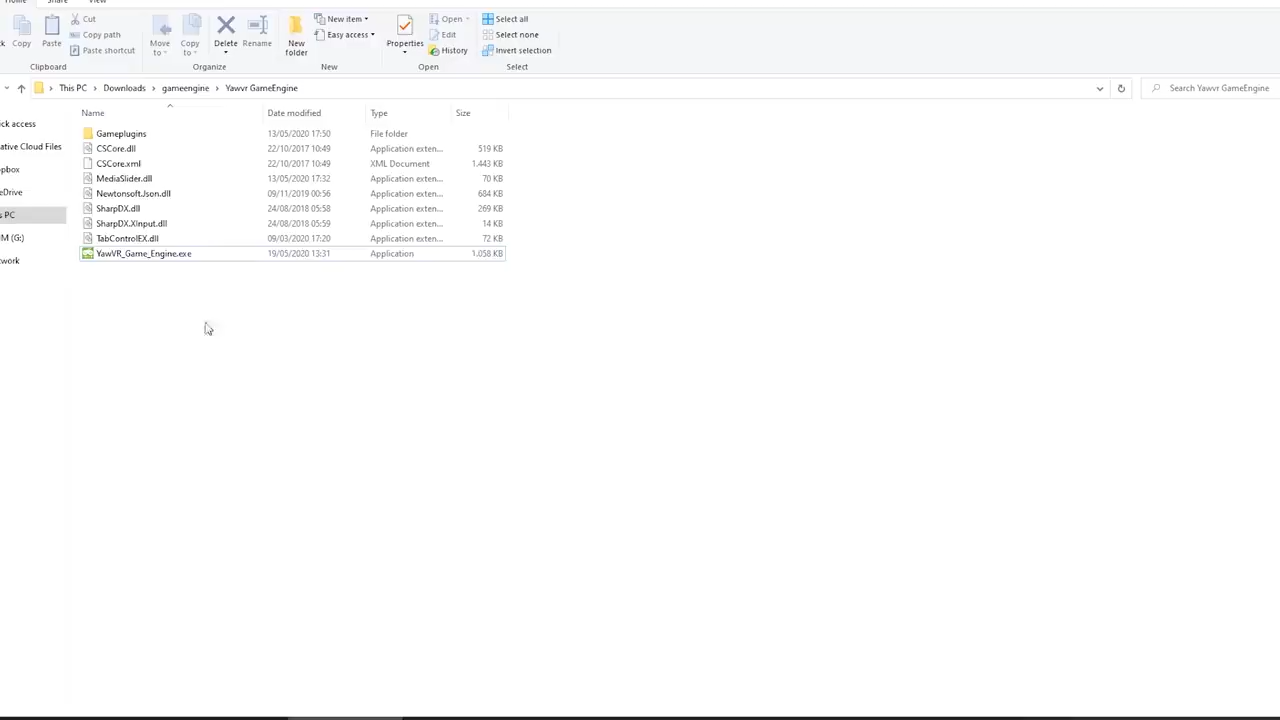 Home Share View
Cut
Copy path
Paste shortcut
Copy
Paste
Move to
Copy to
Delete
Rename
New folder
New item
Easy access
Properties
Open
Edit
History
Select all
Select none
Invert selection
Clipboard
Organize
New
Open
Select
This PC > Downloads > gameengine > Yawvr GameEngine
Search Yawvr GameEngine
Name Date modified Type Size
ick access
ative Cloud Files
pbox
eDrive
s PC
M (G:)
twork
Gameplugins 13/05/2020 17:50 File folder
CSCore.dll 22/10/2017 10:49 Application exten... 519 KB
CSCore.xml 22/10/2017 10:49 XML Document 1,443 KB
MediaSlider.dll 13/05/2020 17:32 Application exten... 70 KB
Newtonsoft.Json.dll 09/11/2019 00:56 Application exten... 684 KB
SharpDX.dll 24/08/2018 05:58 Application exten... 269 KB
SharpDX.XInput.dll 24/08/2018 05:59 Application exten... 14 KB
TabControlEX.dll 09/03/2020 17:20 Application exten... 72 KB
YawVR_Game_Engine.exe 19/05/2020 13:31 Application 1,058 KB